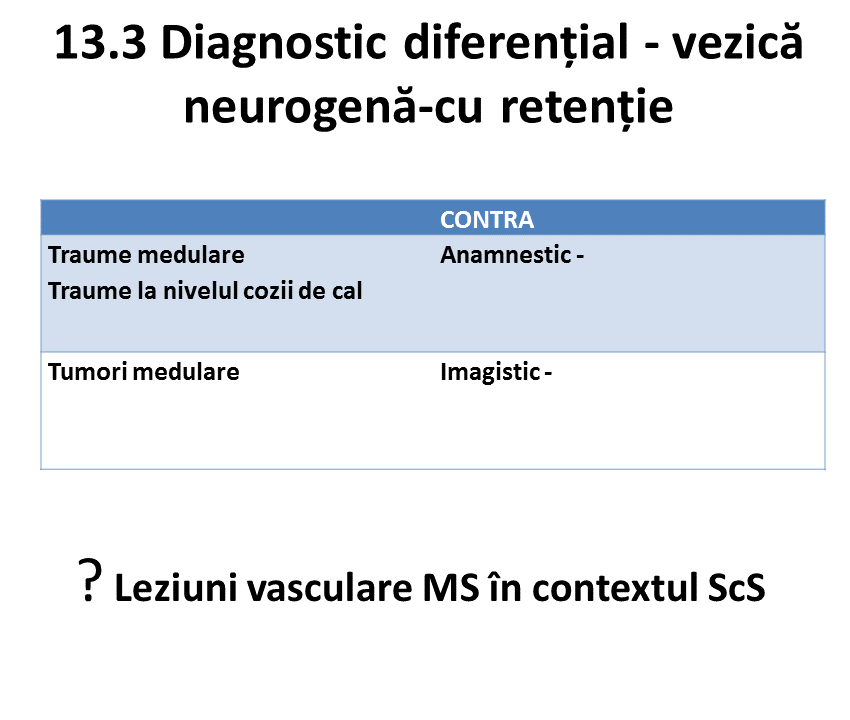 13.3 Diagnostic diferențial - vezică
neurogenă-cu retenție
CONTRA
Traume medulare
Traume la nivelul cozii de cal
Anamnestic -
Tumori medulare
Imagistic -
? Leziuni vasculare MS în contextul ScS